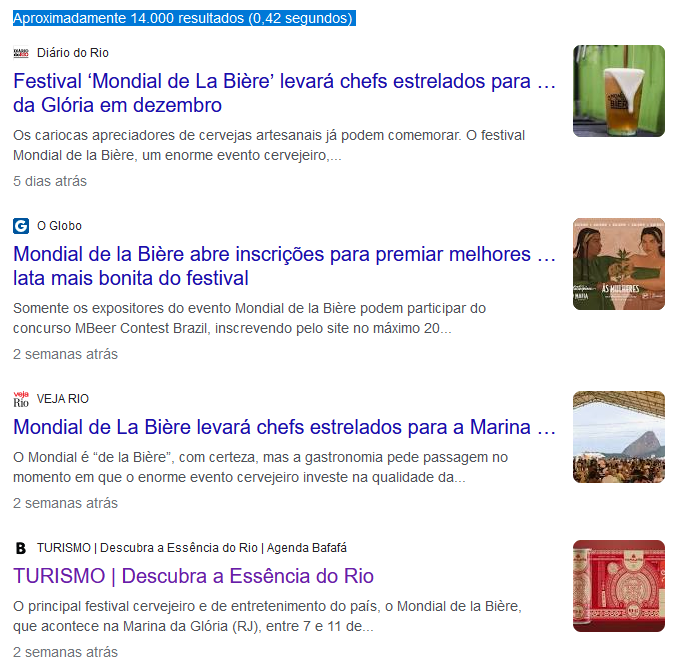 Aproximadamente 14.000 resultados (0,42 segundos)
Diário do Rio
Festival ‘Mondial de La Bière’ levará chefs estrelados para ...
da Glória em dezembro
Os cariocas apreciadores de cervejas artesanais já podem comemorar. O festival
Mondial de la Bière, um enorme evento cervejeiro,...
5 dias atrás
O Globo
Mondial de la Bière abre inscrições para premiar melhores ...
lata mais bonita do festival
Somente os expositores do evento Mondial de la Bière podem participar do
concurso MBeer Contest Brazil, inscrevendo pelo site no máximo 20...
ÀS MULHERES
MAFIA
2 semanas atrás
veja
Rio
VEJA RIO
Mondial de La Bière levará chefs estrelados para a Marina ...
O Mondial é “de la Bière”, com certeza, mas a gastronomia pede passagem no
momento em que o enorme evento cervejeiro investe na qualidade da...
2 semanas atrás
B
TURISMO | Descubra a Essência do Rio | Agenda Bafafá
TURISMO | Descubra a Essência do Rio
O principal festival cervejeiro e de entretenimento do país, o Mondial de la Bière,
que acontece na Marina da Glória (RJ), entre 7 e 11 de...
2 semanas atrás